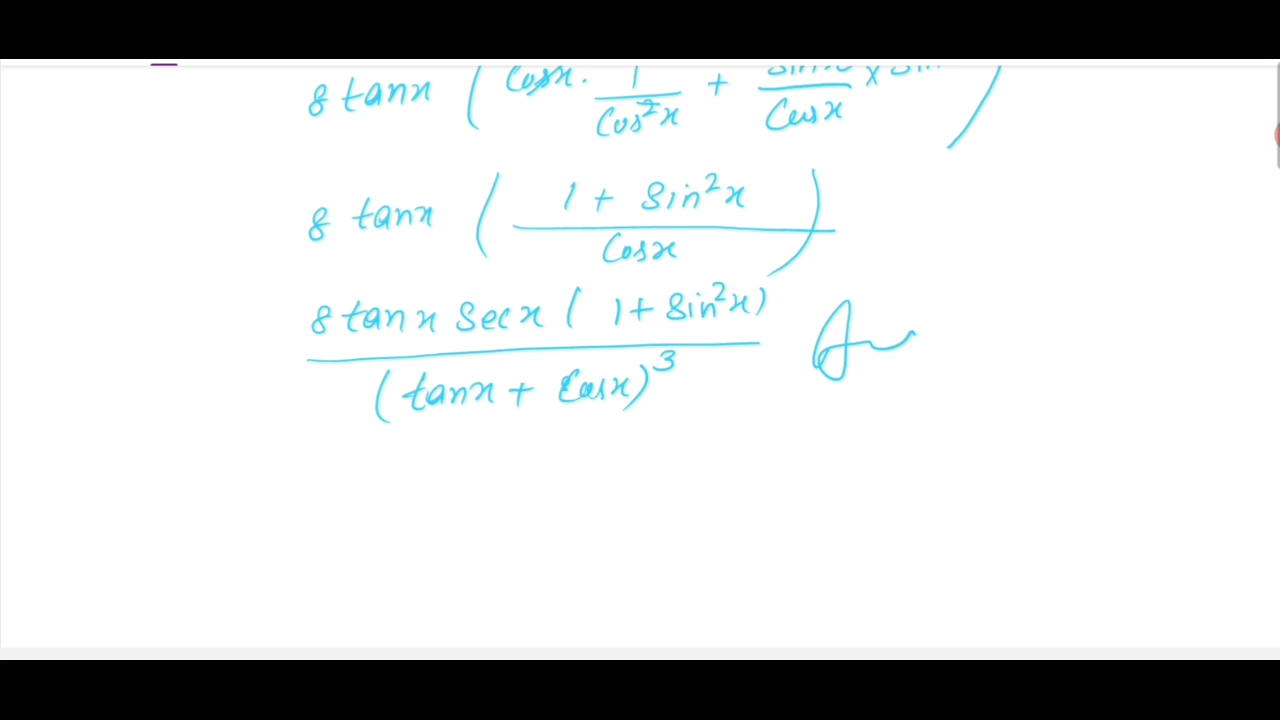 8 tanx ( Cosx · 1/Cos²x + Sinx/Cosx × Sin )
8 tanx ( 1 + Sin²x / Cosx )
8 tanx Secx ( 1 + Sin²x) / (tanx + Cosx)³